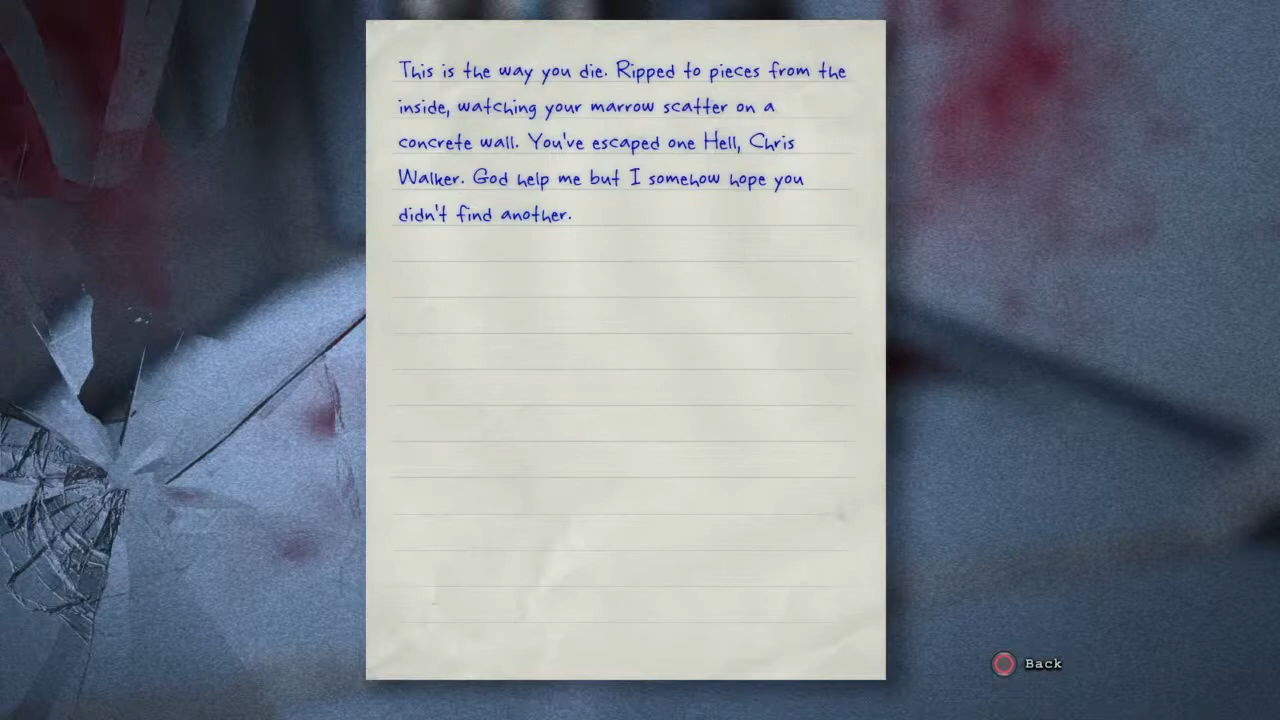 This is the way you die. Ripped to pieces from the
inside, watching your marrow scatter on a
concrete wall. You've escaped one Hell, Chris
Walker. God help me but I somehow hope you
didn't find another.
Back